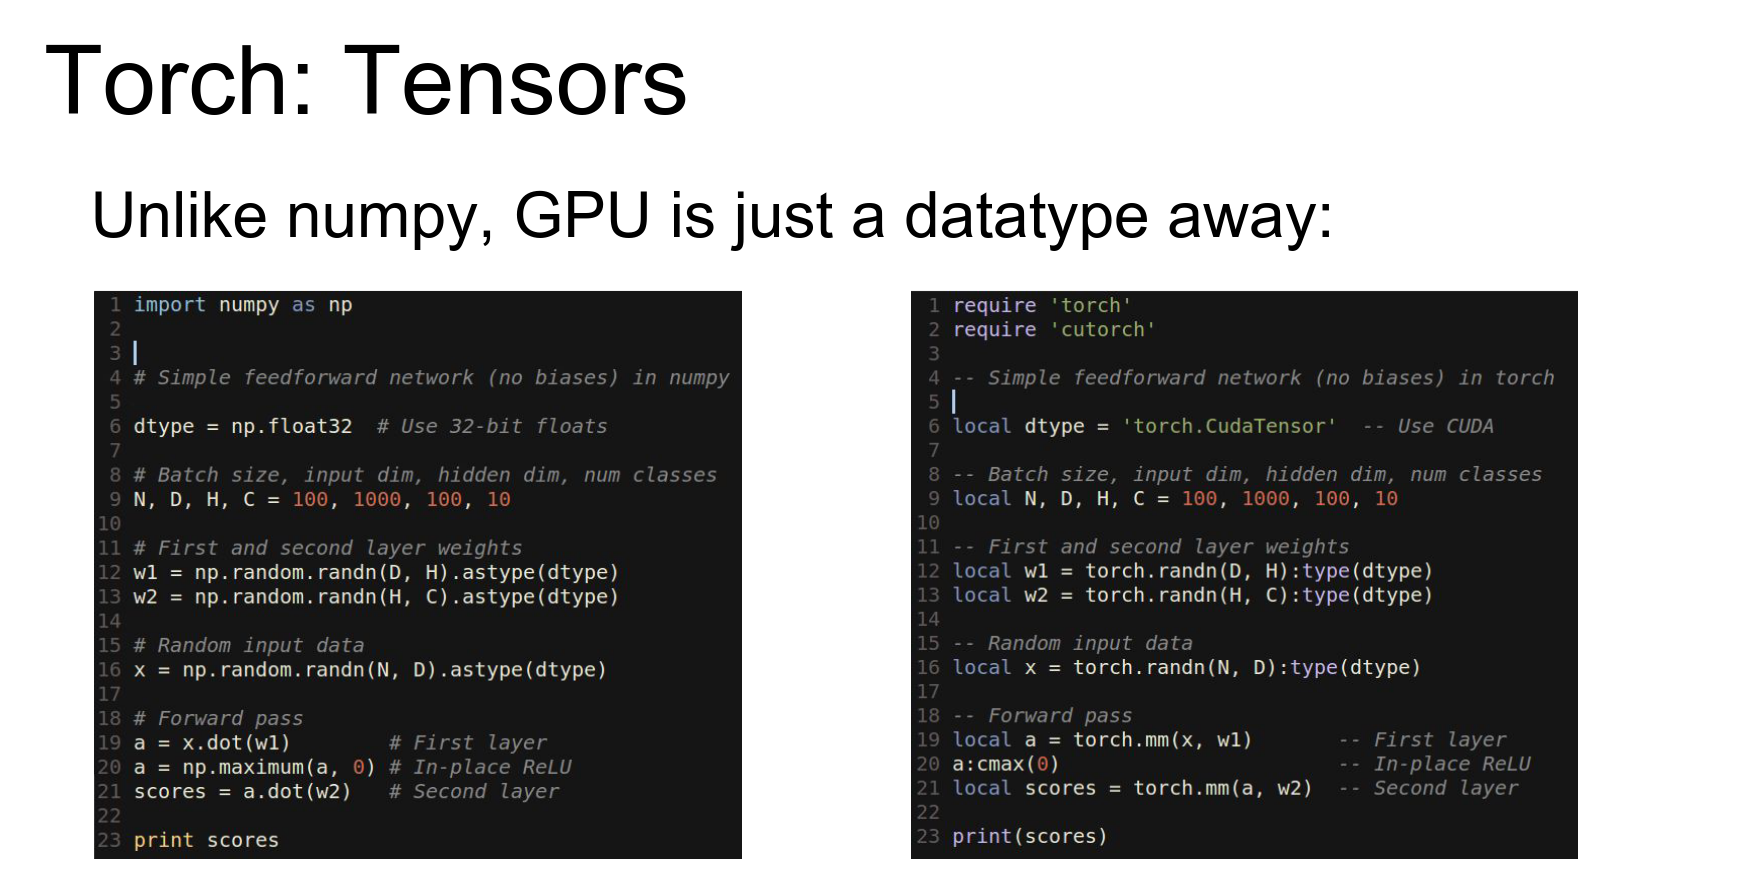 Torch: Tensors
Unlike numpy, GPU is just a datatype away:
1 import numpy as np
2
3
4 # Simple feedforward network (no biases) in numpy
5
6 dtype = np.float32  # Use 32-bit floats
7
8 # Batch size, input dim, hidden dim, num classes
9 N, D, H, C = 100, 1000, 100, 10
10
11 # First and second layer weights
12 w1 = np.random.randn(D, H).astype(dtype)
13 w2 = np.random.randn(H, C).astype(dtype)
14
15 # Random input data
16 x = np.random.randn(N, D).astype(dtype)
17
18 # Forward pass
19 a = x.dot(w1)        # First layer
20 a = np.maximum(a, 0) # In-place ReLU
21 scores = a.dot(w2)   # Second layer
22
23 print scores
1 require 'torch'
2 require 'cutorch'
3
4 -- Simple feedforward network (no biases) in torch
5
6 local dtype = 'torch.CudaTensor'  -- Use CUDA
7
8 -- Batch size, input dim, hidden dim, num classes
9 local N, D, H, C = 100, 1000, 100, 10
10
11 -- First and second layer weights
12 local w1 = torch.randn(D, H):type(dtype)
13 local w2 = torch.randn(H, C):type(dtype)
14
15 -- Random input data
16 local x = torch.randn(N, D):type(dtype)
17
18 -- Forward pass
19 local a = torch.mm(x, w1)       -- First layer
20 a:cmax(0)                       -- In-place ReLU
21 local scores = torch.mm(a, w2)  -- Second layer
22
23 print(scores)